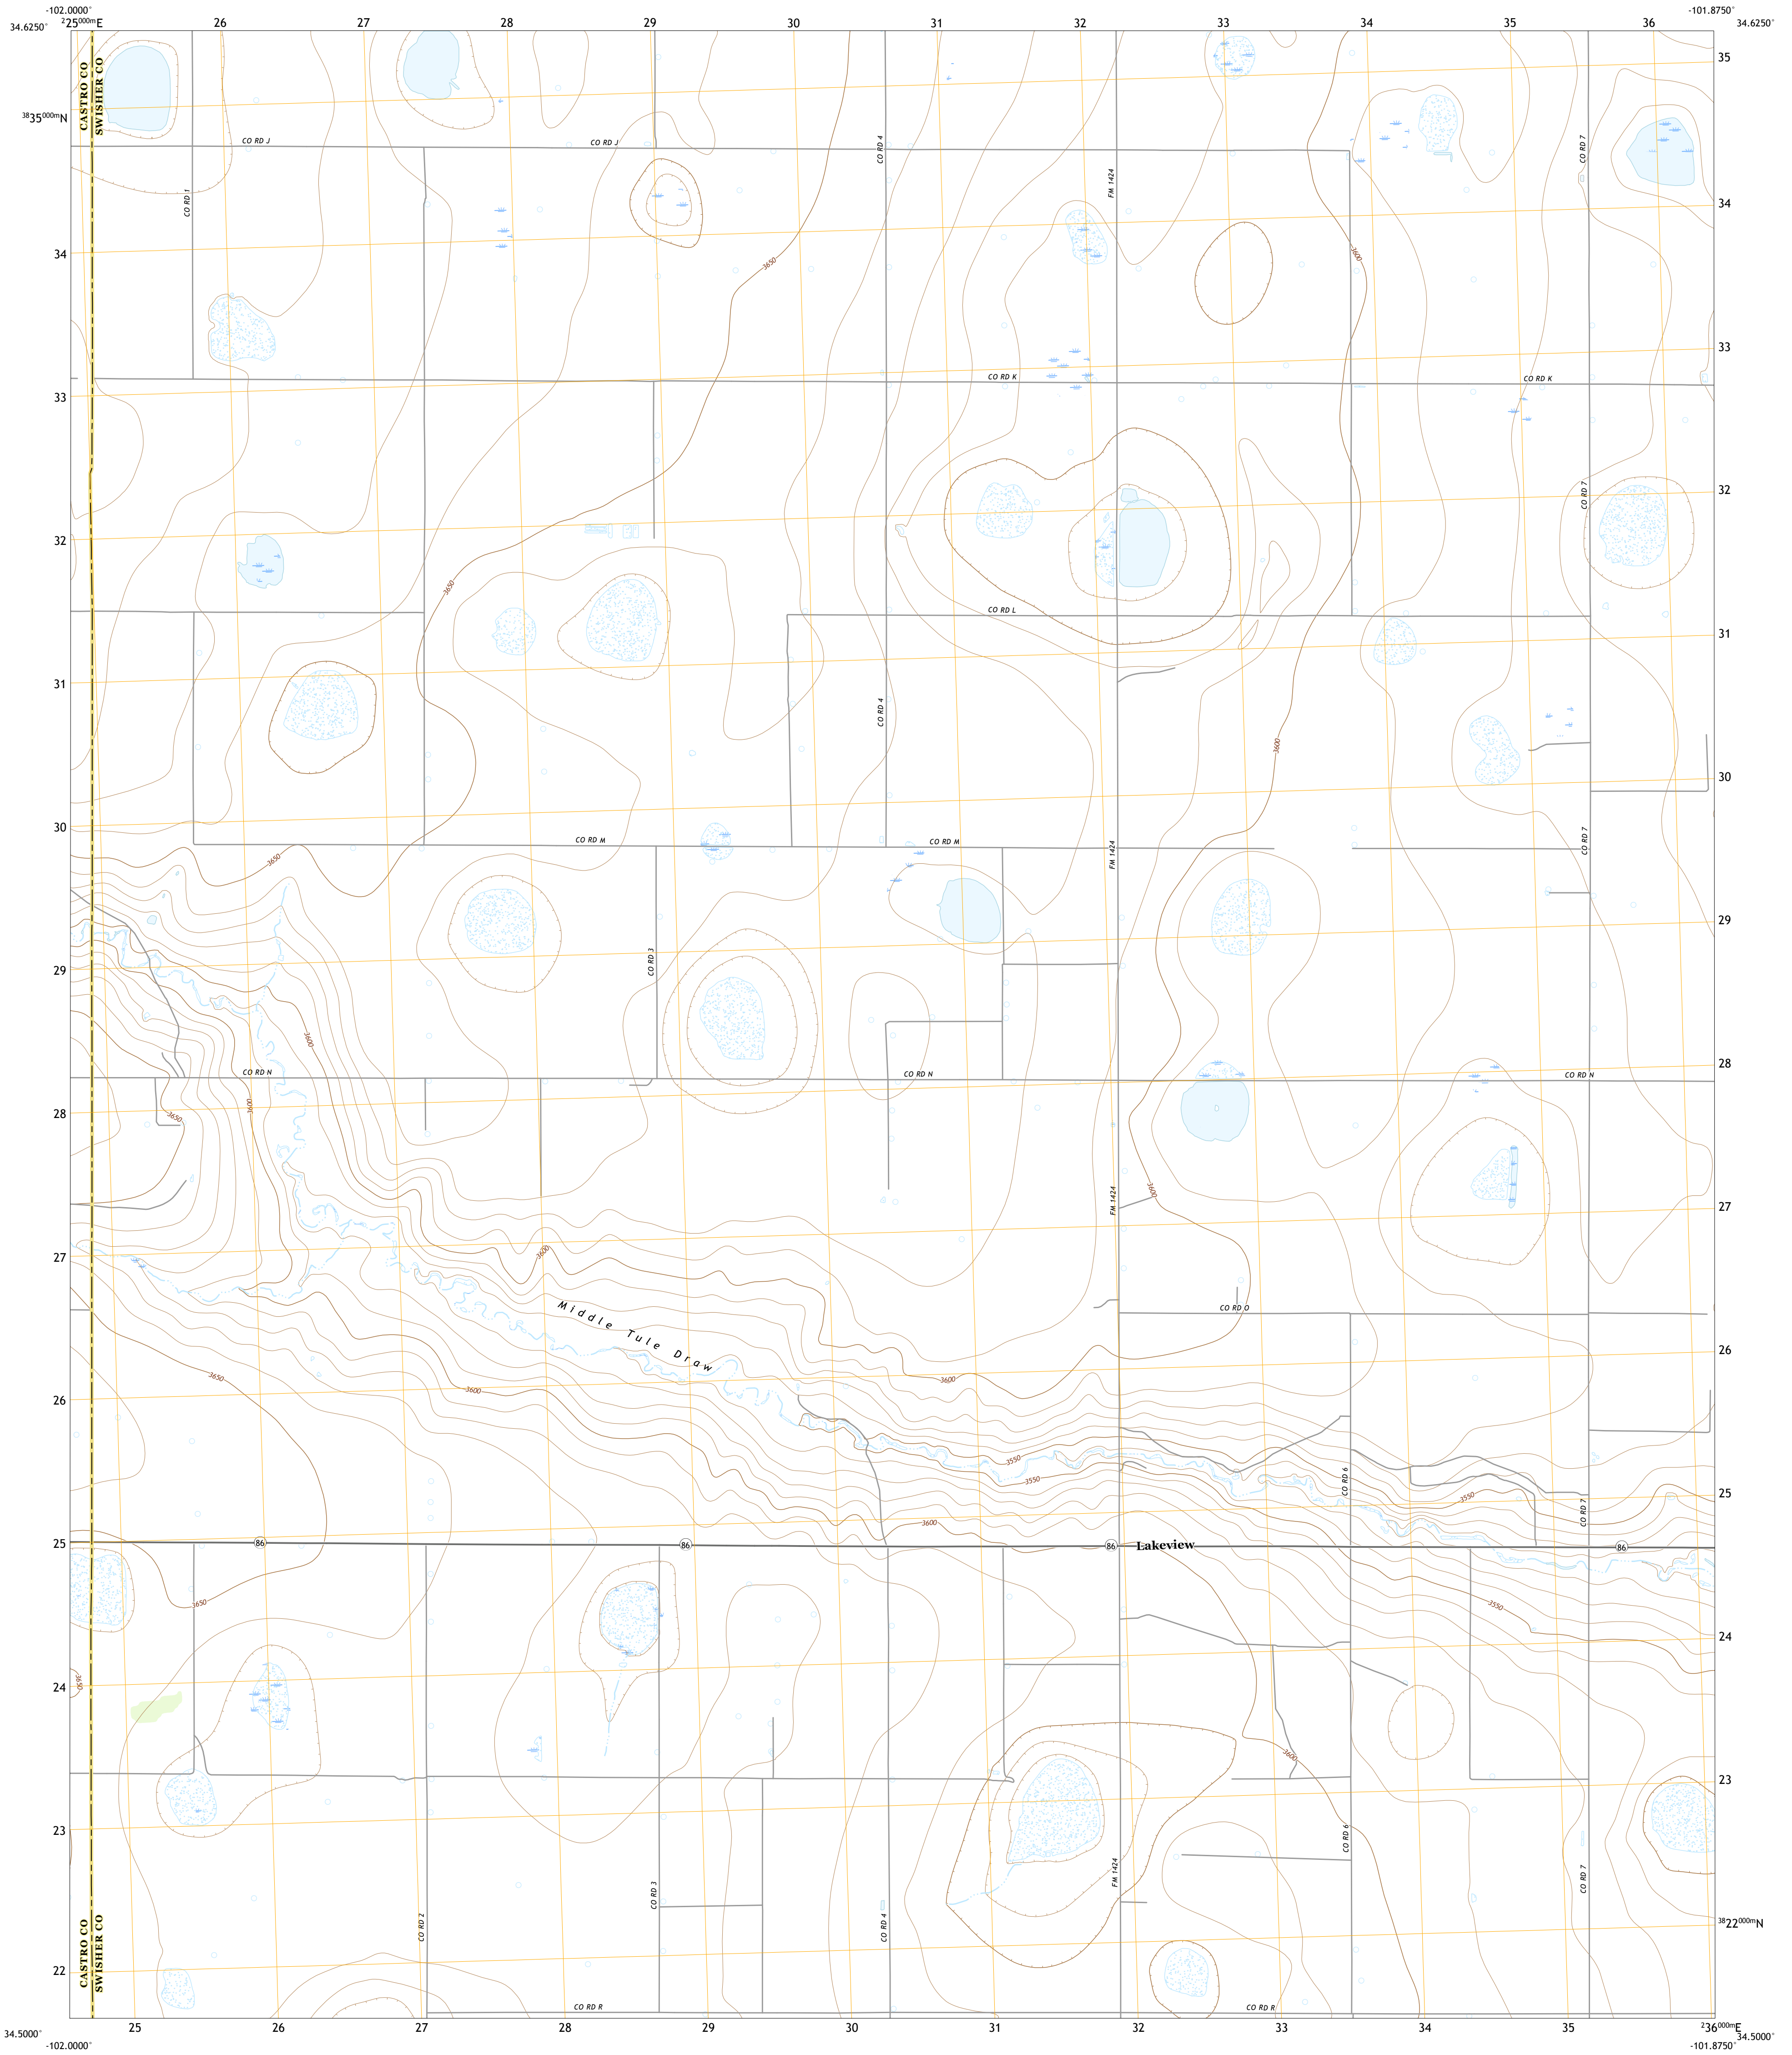 -102.0000°
-101.8750°
34.6250°
²25⁰⁰⁰ᵐE 26 27 28 29 30 31 32 33 34 35 36
34.6250°
CASTRO CO
SWISHER CO
³⁸35⁰⁰⁰ᵐN
35
CO RD J
CO RD J
CO RD 4
CO RD 7
FM 1424
CO RD 1
34
34
3650
3600
33
33
CO RD K
CO RD K
32
32
CO RD 7
3650
CO RD L
31
31
CO RD 4
3600
30
30
CO RD M
CO RD M
FM 1424
CO RD 7
3650
29
29
CO RD 3
3600
28
28
CO RD N
CO RD N
CO RD N
3600
3650
27
27
FM 1424
3600
3600
CO RD O
Middle Tule Draw
26
26
3650
3600
3600
25
25
3550
3550
CO RD 6
3550
CO RD 7
3600
86
86
86
Lakeview
86
3650
3550
24
24
3650
3600
23
23
CO RD 6
CO RD 3
FM 1424
CO RD 7
CASTRO CO
SWISHER CO
CO RD 2
CO RD 4
³⁸22⁰⁰⁰ᵐN
22
CO RD R
CO RD R
25 26 27 28 29 30 31 32 33 34 35 ²36⁰⁰⁰ᵐE
34.5000°
34.5000°
-102.0000°
-101.8750°